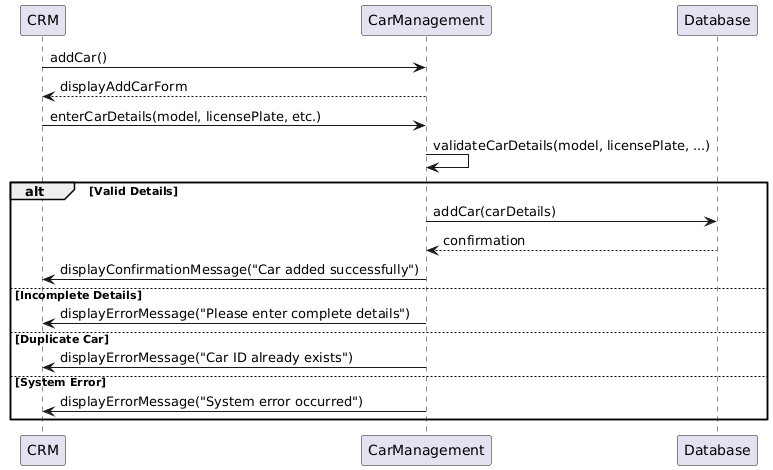 CRM CarManagement Database
addCar()
displayAddCarForm
enterCarDetails(model, licensePlate, etc.)
validateCarDetails(model, licensePlate, ...)
alt [Valid Details]
addCar(carDetails)
confirmation
displayConfirmationMessage("Car added successfully")
[Incomplete Details]
displayErrorMessage("Please enter complete details")
[Duplicate Car]
displayErrorMessage("Car ID already exists")
[System Error]
displayErrorMessage("System error occurred")
CRM CarManagement Database